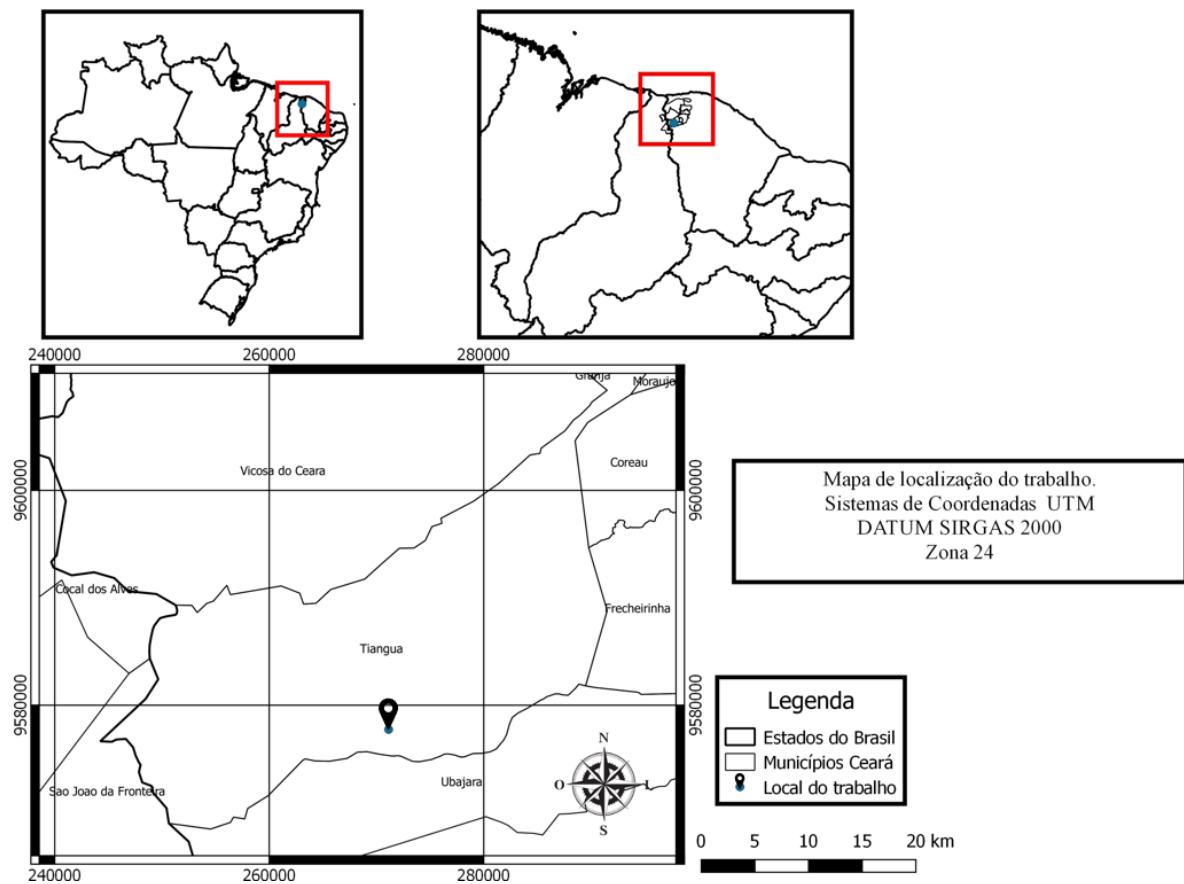 240000
260000
280000
Granja
Moraujo
Vicosa do Ceara
Coreau
9600000
9600000
Mapa de localização do trabalho.
Sistemas de Coordenadas UTM
DATUM SIRGAS 2000
Zona 24
Cocal dos Alves
Frecheirinha
Tiangua
9580000
9580000
Legenda
Estados do Brasil
Municípios Ceará
Local do trabalho
N
O
L
S
Ubajara
Sao Joao da Fronteira
0 5 10 15 20 km
240000
260000
280000